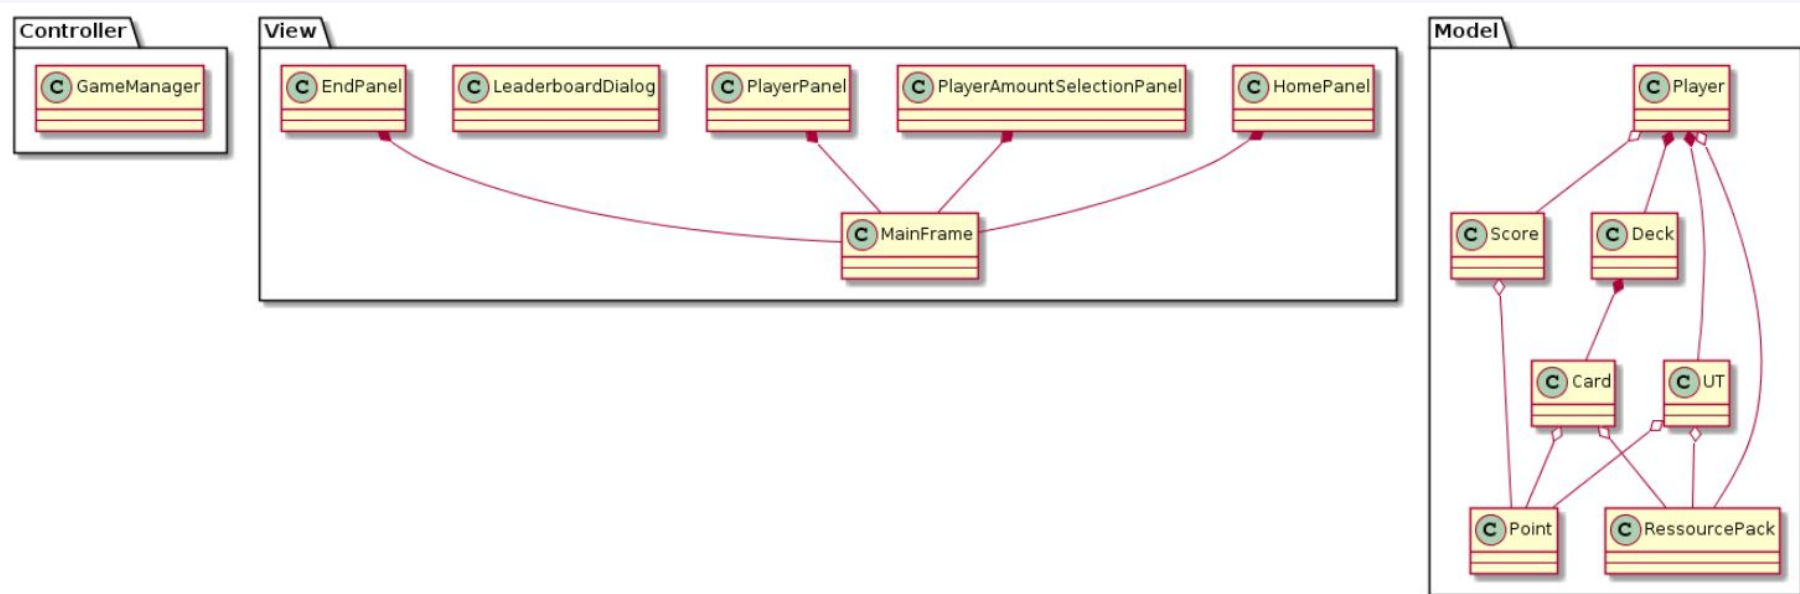 Controller
C GameManager
View
C EndPanel
C LeaderboardDialog
C PlayerPanel
C PlayerAmountSelectionPanel
C HomePanel
C MainFrame
Model
C Player
C Score
C Deck
C Card
C UT
C Point
C RessourcePack